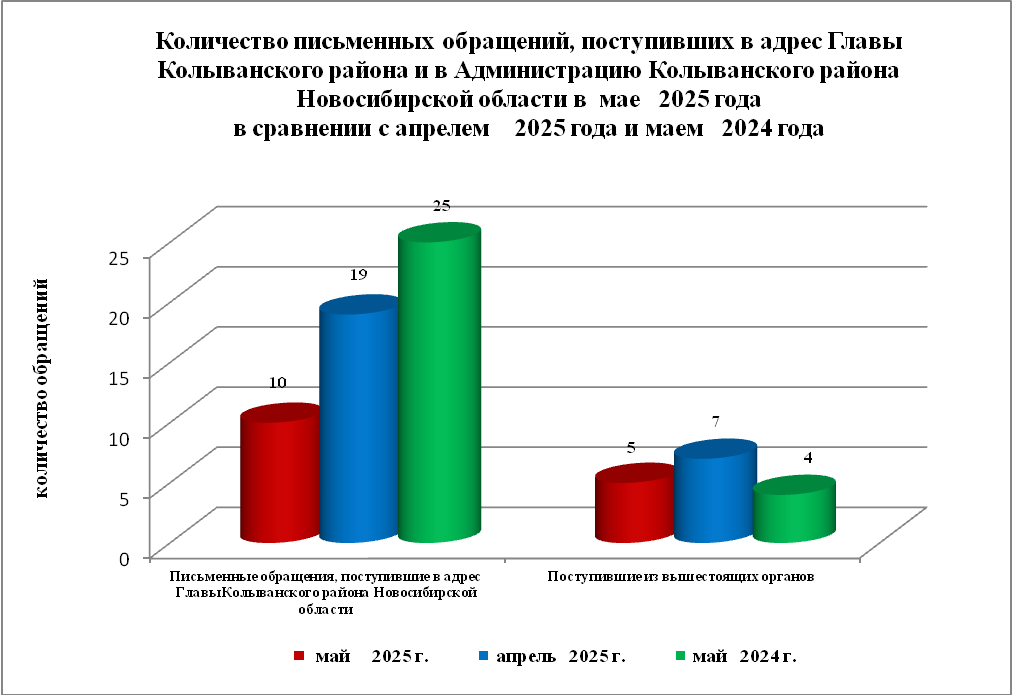 Количество письменных обращений, поступивших в адрес Главы
Колыванского района и в Администрацию Колыванского района
Новосибирской области в мае 2025 года
в сравнении с апрелем 2025 года и маем 2024 года
количество обращений
25
20
15
10
5
0
10
19
25
5
7
4
Письменные обращения, поступившие в адрес
ГлавыКолыванского района Новосибирской
области
Поступившие из вышестоящих органов
май 2025 г.
апрель 2025 г.
май 2024 г.